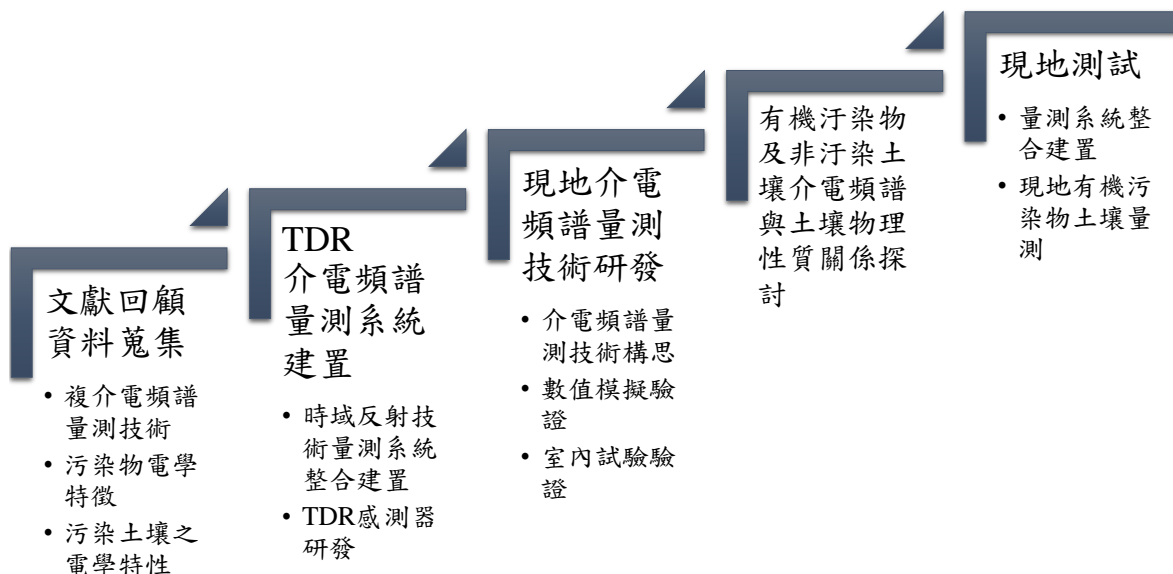 文獻回顧
資料蒐集
• 複介電頻譜
量測技術
• 污染物電學
特徵
• 污染土壤之
電學特性
TDR
介電頻譜
量測系統
建置
• 時域反射技
術量測系統
整合建置
• TDR感測器
研發
現地介電
頻譜量測
技術研發
• 介電頻譜量
測技術構思
• 數值模擬驗
證
• 室內試驗驗
證
有機汙染物
及非汙染土
壤介電頻譜
與土壤物理
性質關係探
討
現地測試
• 量測系統整
合建置
• 現地有機污
染物土壤量
測